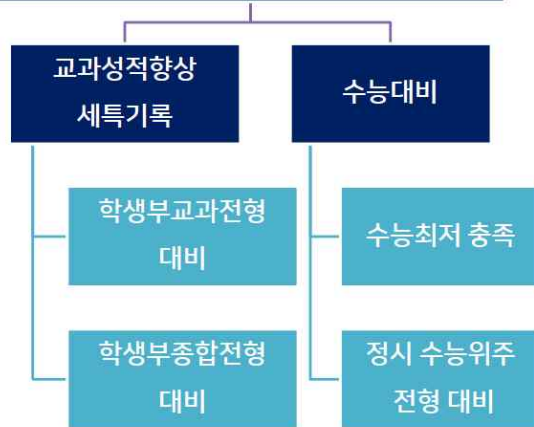 교과성적향상
세특기록
수능대비
학생부교과전형
대비
수능최저 충족
학생부종합전형
대비
정시 수능위주
전형 대비